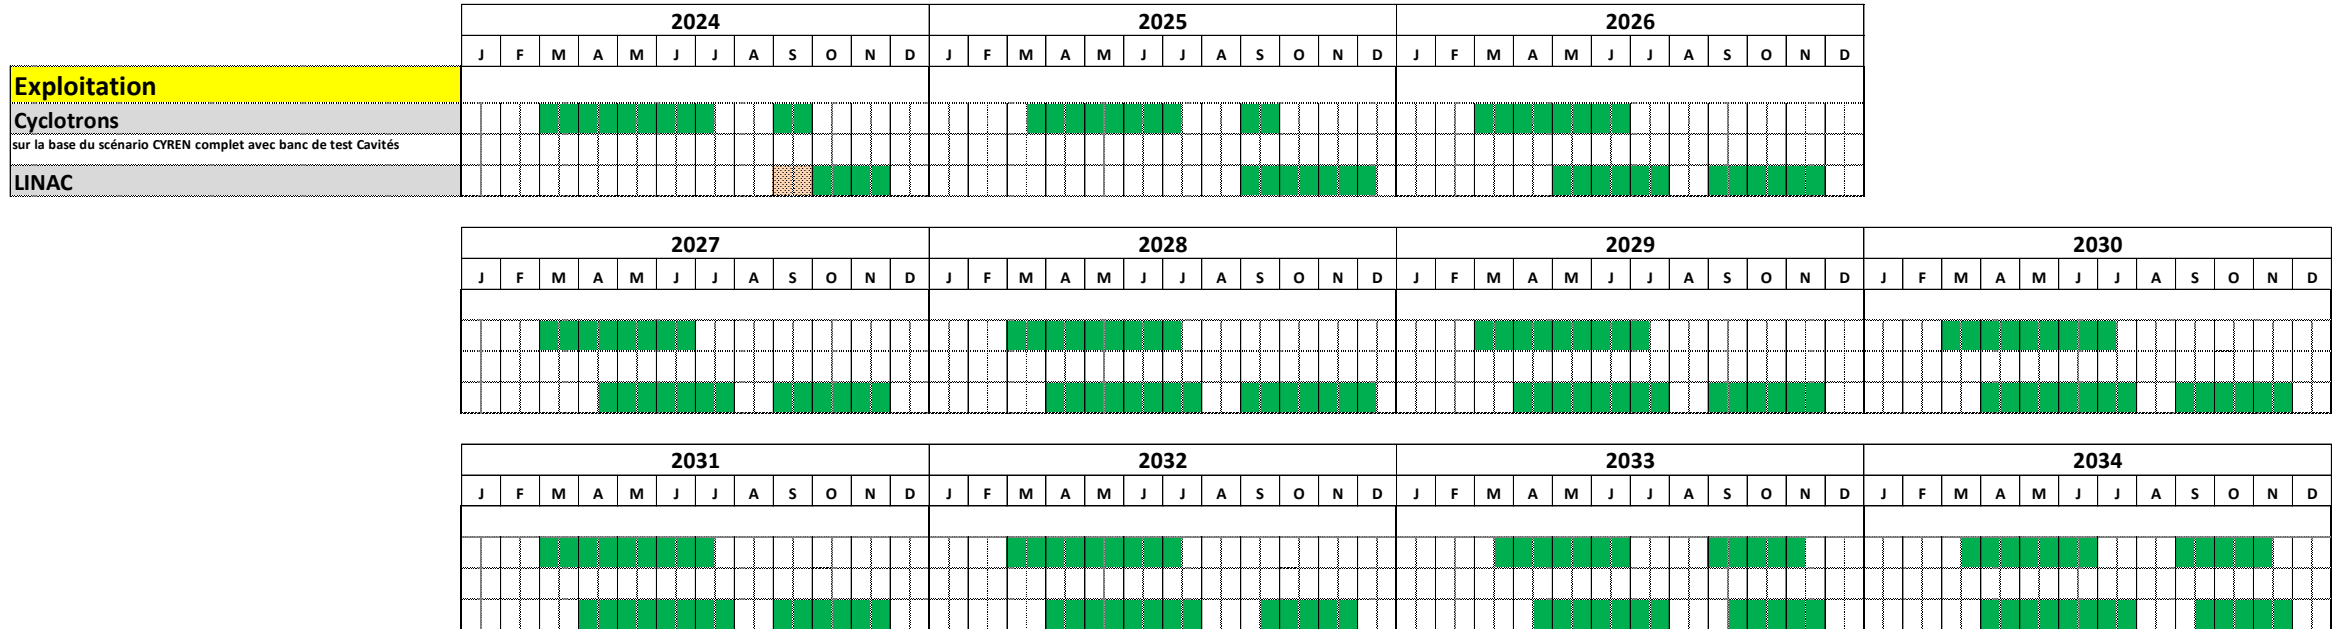 2024 2025 2026
J F M A M J J A S O N D J F M A M J J A S O N D J F M A M J J A S O N D
Exploitation
Cyclotrons
sur la base du scénario CYREN complet avec banc de test Cavités
LINAC
2027 2028 2029 2030
J F M A M J J A S O N D J F M A M J J A S O N D J F M A M J J A S O N D J F M A M J J A S O N D
2031 2032 2033 2034
J F M A M J J A S O N D J F M A M J J A S O N D J F M A M J J A S O N D J F M A M J J A S O N D